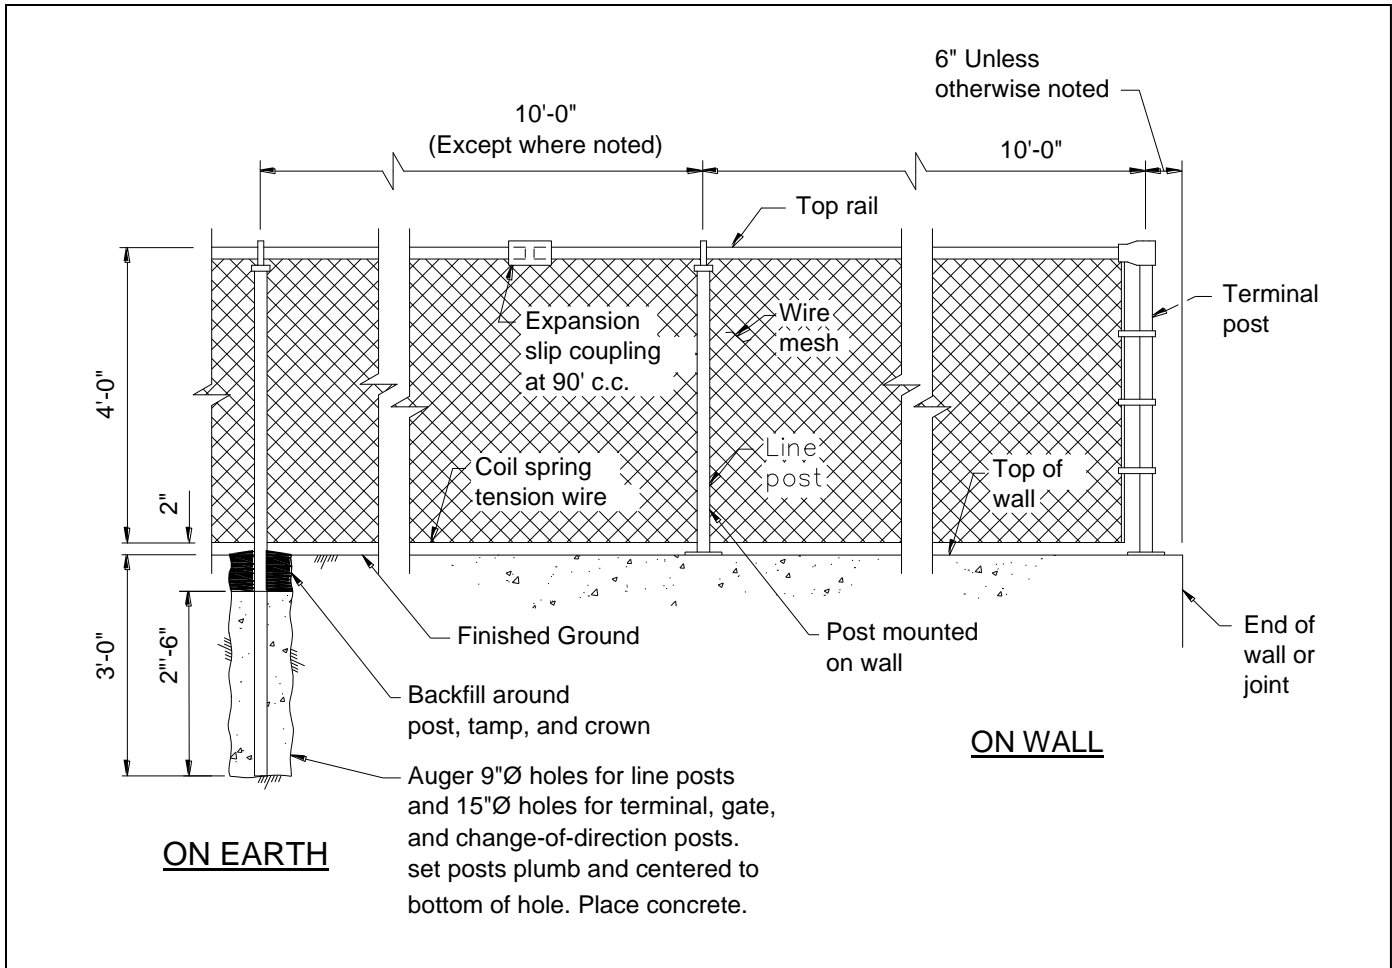 6" Unless
otherwise noted
10'-0"
(Except where noted)
10'-0"
Top rail
Expansion
slip coupling
at 90' c.c.
Wire
mesh
Terminal
post
4'-0"
Line
post
Coil spring
tension wire
Top of
wall
2"
3'-0"
2"'-6"
Finished Ground
Post mounted
on wall
End of
wall or
joint
Backfill around
post, tamp, and crown
ON WALL
Auger 9"Ø holes for line posts
and 15"Ø holes for terminal, gate,
and change-of-direction posts.
set posts plumb and centered to
bottom of hole. Place concrete.
ON EARTH